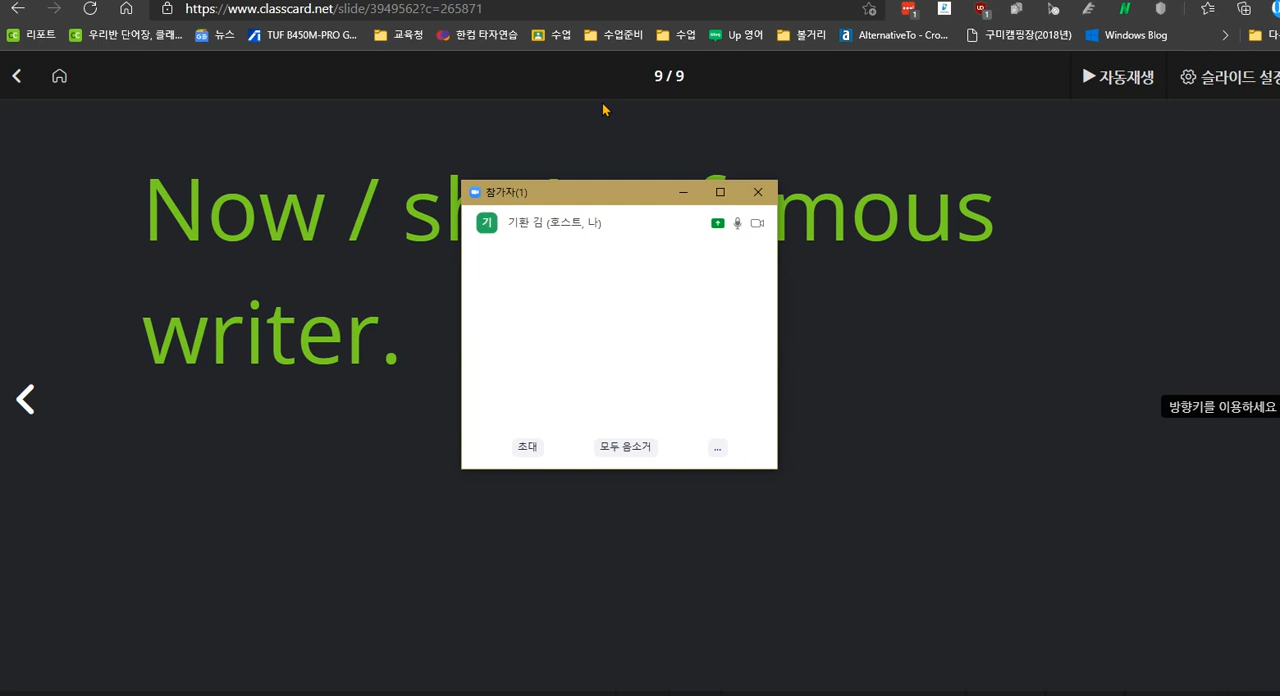 https://www.classcard.net/slide/3949562?c=265871
리포트 우리반 단어장, 클래... 뉴스 TUF B450M-PRO G... 교육청 한컴 타자연습 수업 수업준비 수업 Up 영어 볼거리 AlternativeTo - Cro... 구미캠핑장(2018년) Windows Blog 다
9 / 9
▶자동재생
슬라이드 설정
참가자(1)
기
기환 김 (호스트, 나)
Now / mous
writer.
방향키를 이용하세요
초대
모두 음소거
...